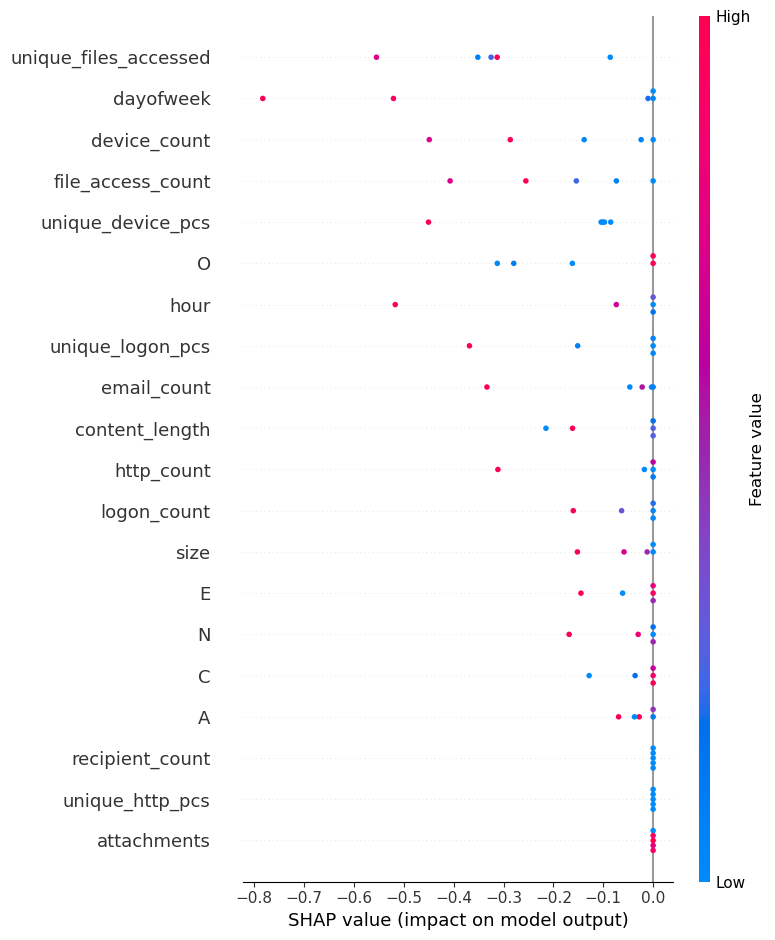 High
unique_files_accessed
dayofweek
device_count
file_access_count
unique_device_pcs
O
hour
unique_logon_pcs
email_count
content_length
http_count
logon_count
size
E
N
C
A
recipient_count
unique_http_pcs
attachments
Feature value
Low
−0.8 −0.7 −0.6 −0.5 −0.4 −0.3 −0.2 −0.1 0.0
SHAP value (impact on model output)